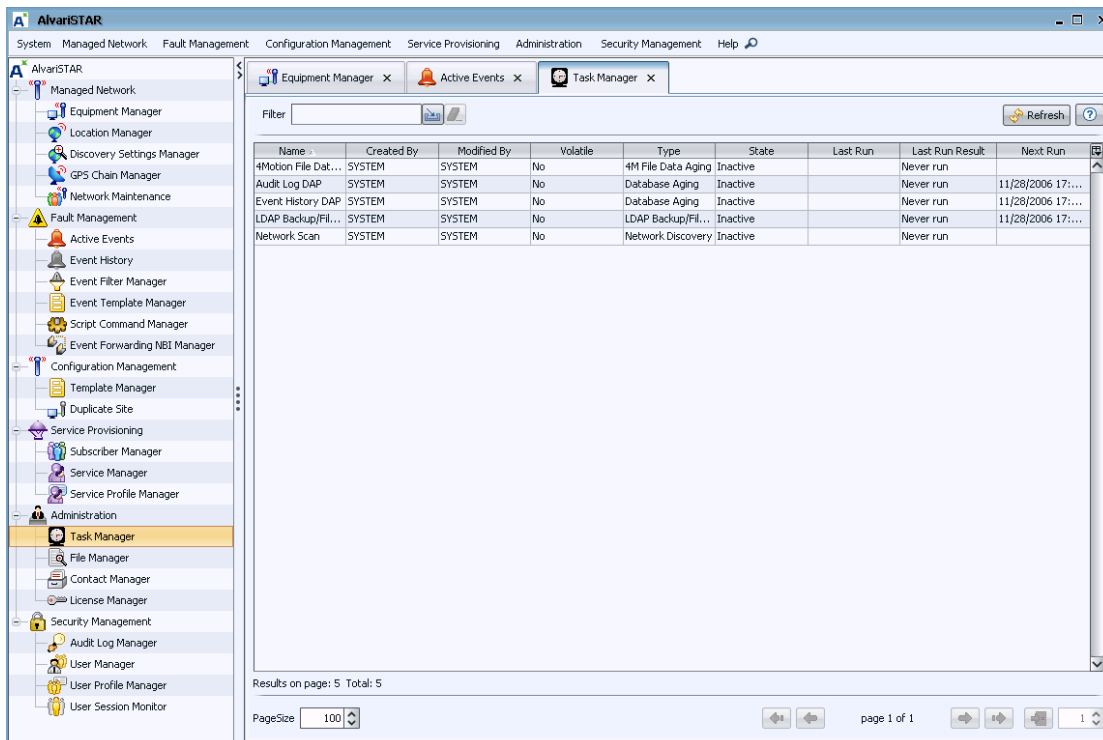 AlvariSTAR
System Managed Network Fault Management Configuration Management Service Provisioning Administration Security Management Help
AlvariSTAR
Managed Network
Equipment Manager
Location Manager
Discovery Settings Manager
GPS Chain Manager
Network Maintenance
Fault Management
Active Events
Event History
Event Filter Manager
Event Template Manager
Script Command Manager
Event Forwarding NBI Manager
Configuration Management
Template Manager
Duplicate Site
Service Provisioning
Subscriber Manager
Service Manager
Service Profile Manager
Administration
Task Manager
File Manager
Contact Manager
License Manager
Security Management
Audit Log Manager
User Manager
User Profile Manager
User Session Monitor
Equipment Manager Active Events Task Manager
Filter Refresh ?
Name Created By Modified By Volatile Type State Last Run Last Run Result Next Run
4Motion File Dat... SYSTEM SYSTEM No 4M File Data Aging Inactive Never run
Audit Log DAP SYSTEM SYSTEM No Database Aging Inactive Never run 11/28/2006 17:...
Event History DAP SYSTEM SYSTEM No Database Aging Inactive Never run 11/28/2006 17:...
LDAP Backup/Fil... SYSTEM SYSTEM No LDAP Backup/Fil... Inactive Never run 11/28/2006 17:...
Network Scan SYSTEM SYSTEM No Network Discovery Inactive Never run
Results on page: 5 Total: 5
PageSize 100 page 1 of 1 1